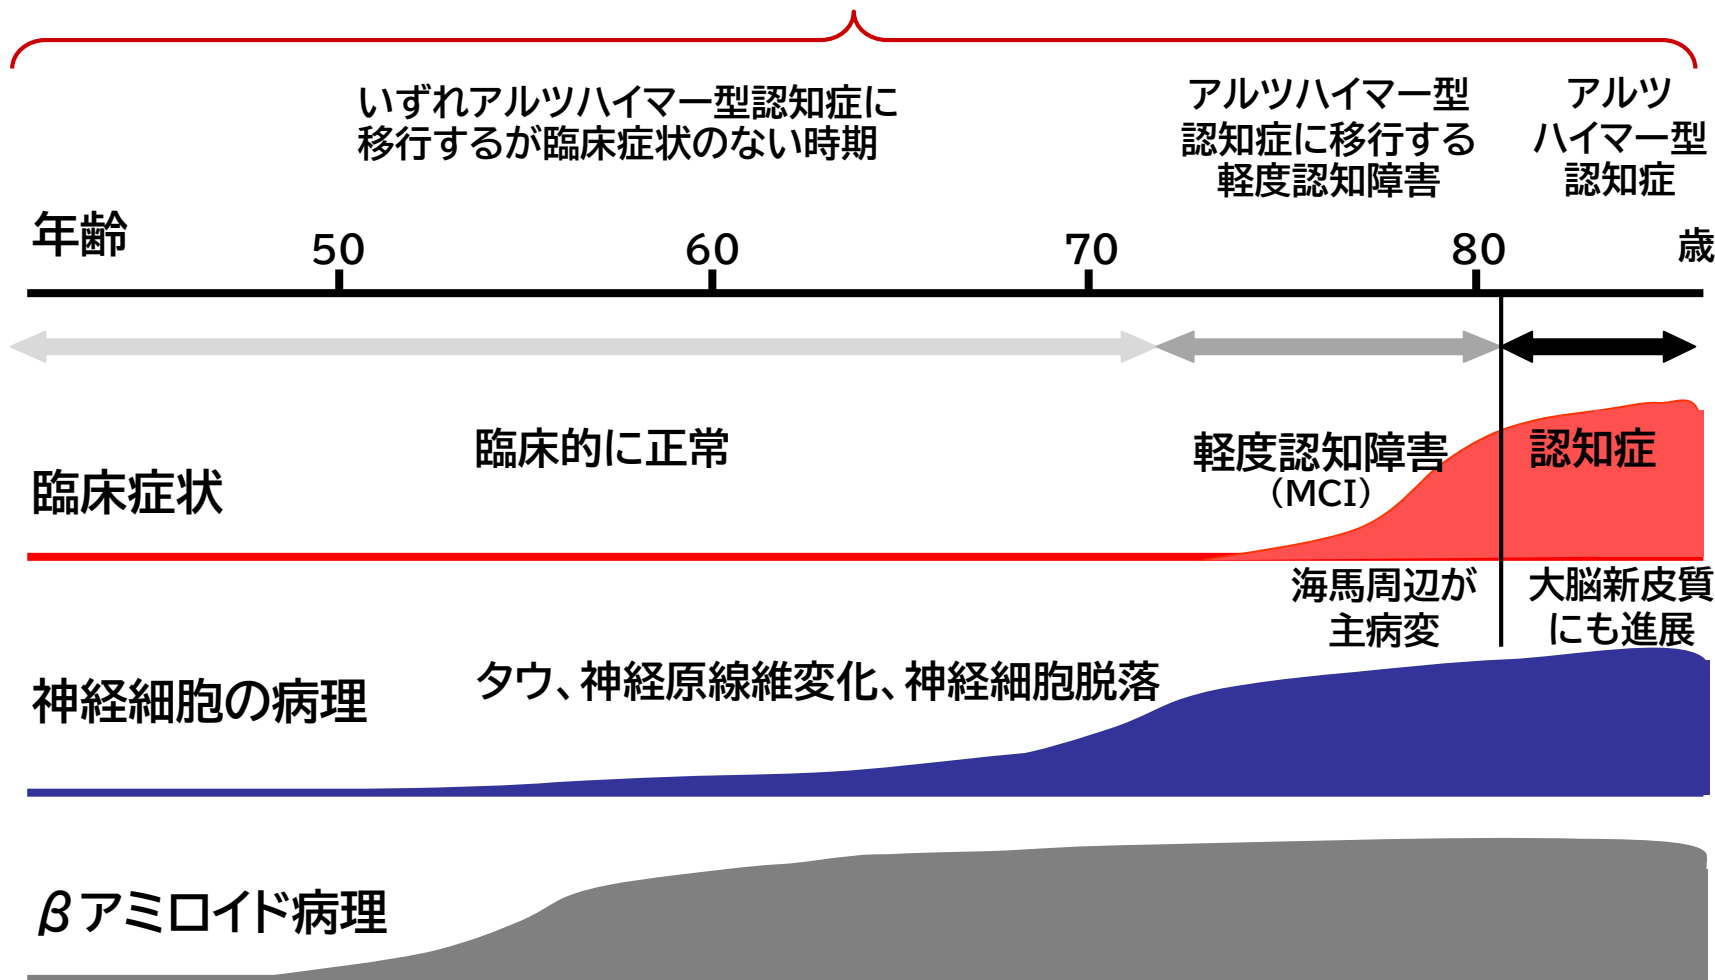 いずれアルツハイマー型認知症に
移行するが臨床症状のない時期
アルツハイマー型
認知症に移行する
軽度認知障害
アルツ
ハイマー型
認知症
年齢
50
60
70
80
歳
臨床症状
臨床的に正常
軽度認知障害
(MCI)
認知症
海馬周辺が
主病変
大脳新皮質
にも進展
神経細胞の病理
タウ、神経原線維変化、神経細胞脱落
βアミロイド病理